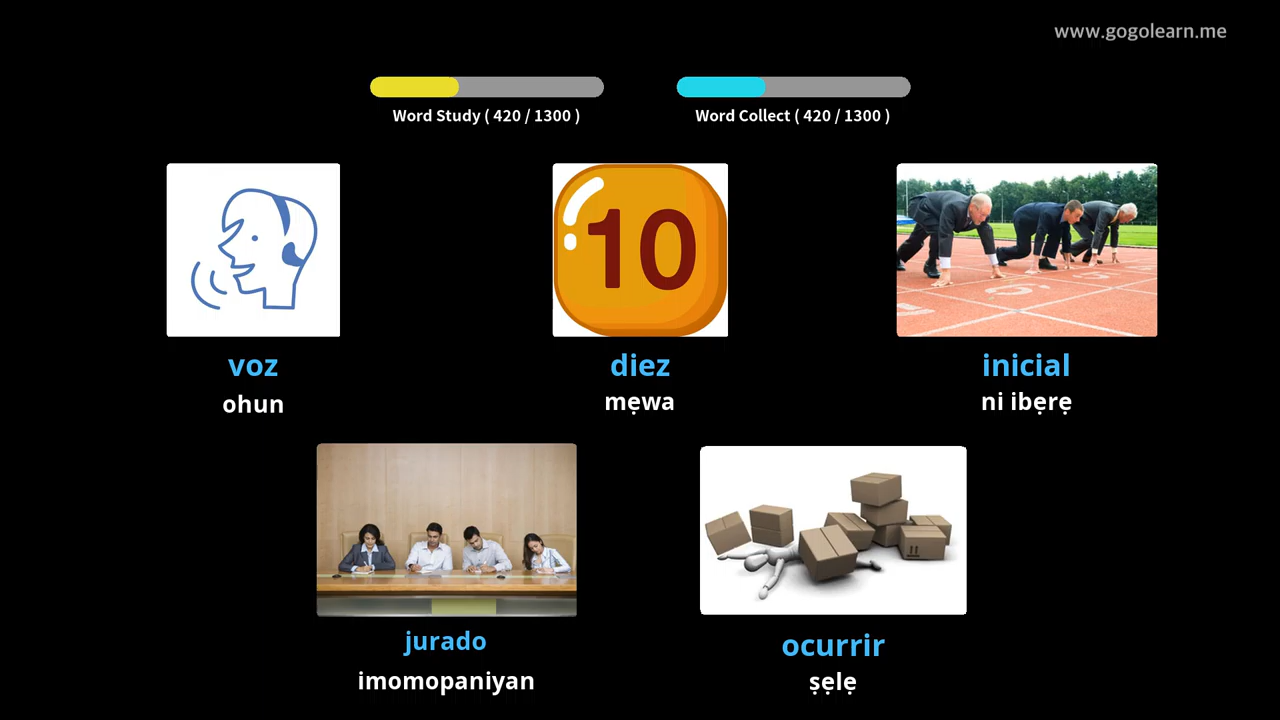 www.gogolearn.me
Word Study ( 420 / 1300 )
Word Collect ( 420 / 1300 )
10
voz
ohun
diez
mẹwa
inicial
ni ibẹrẹ
jurado
imomopaniyan
ocurrir
ṣẹlẹ